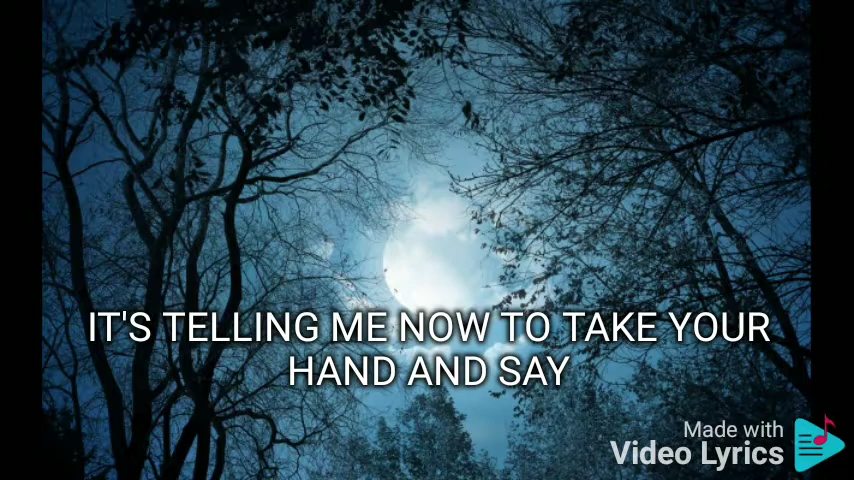 IT'S TELLING ME NOW TO TAKE YOUR
HAND AND SAY
Made with
Video Lyrics